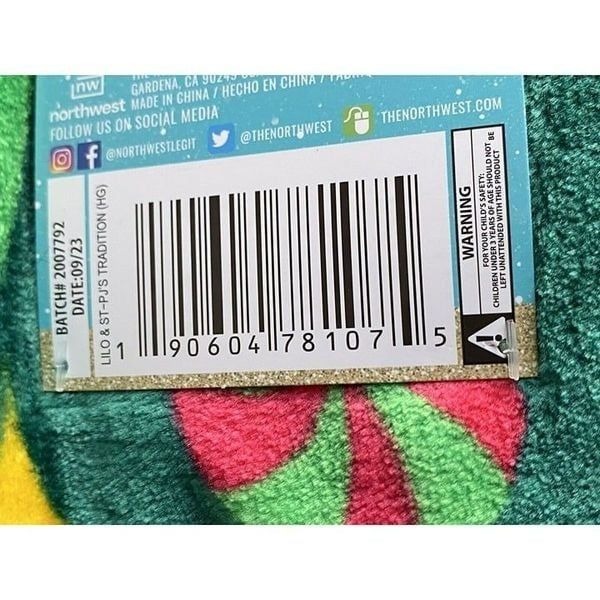 nw
northwest
GARDENA, CA 90249
MADE IN CHINA / HECHO EN CHINA /
FOLLOW US ON SOCIAL MEDIA
@NORTHWESTLEGIT
@THENORTHWEST
THENORTHWEST.COM
BATCH# 2007792
DATE:09/23
LILO & ST-PJ'S TRADITION (HG)
1 90604 78107 5
WARNING
FOR YOUR CHILD'S SAFETY:
CHILDREN UNDER 3 YEARS OF AGE SHOULD NOT BE
LEFT UNATTENDED WITH THIS PRODUCT